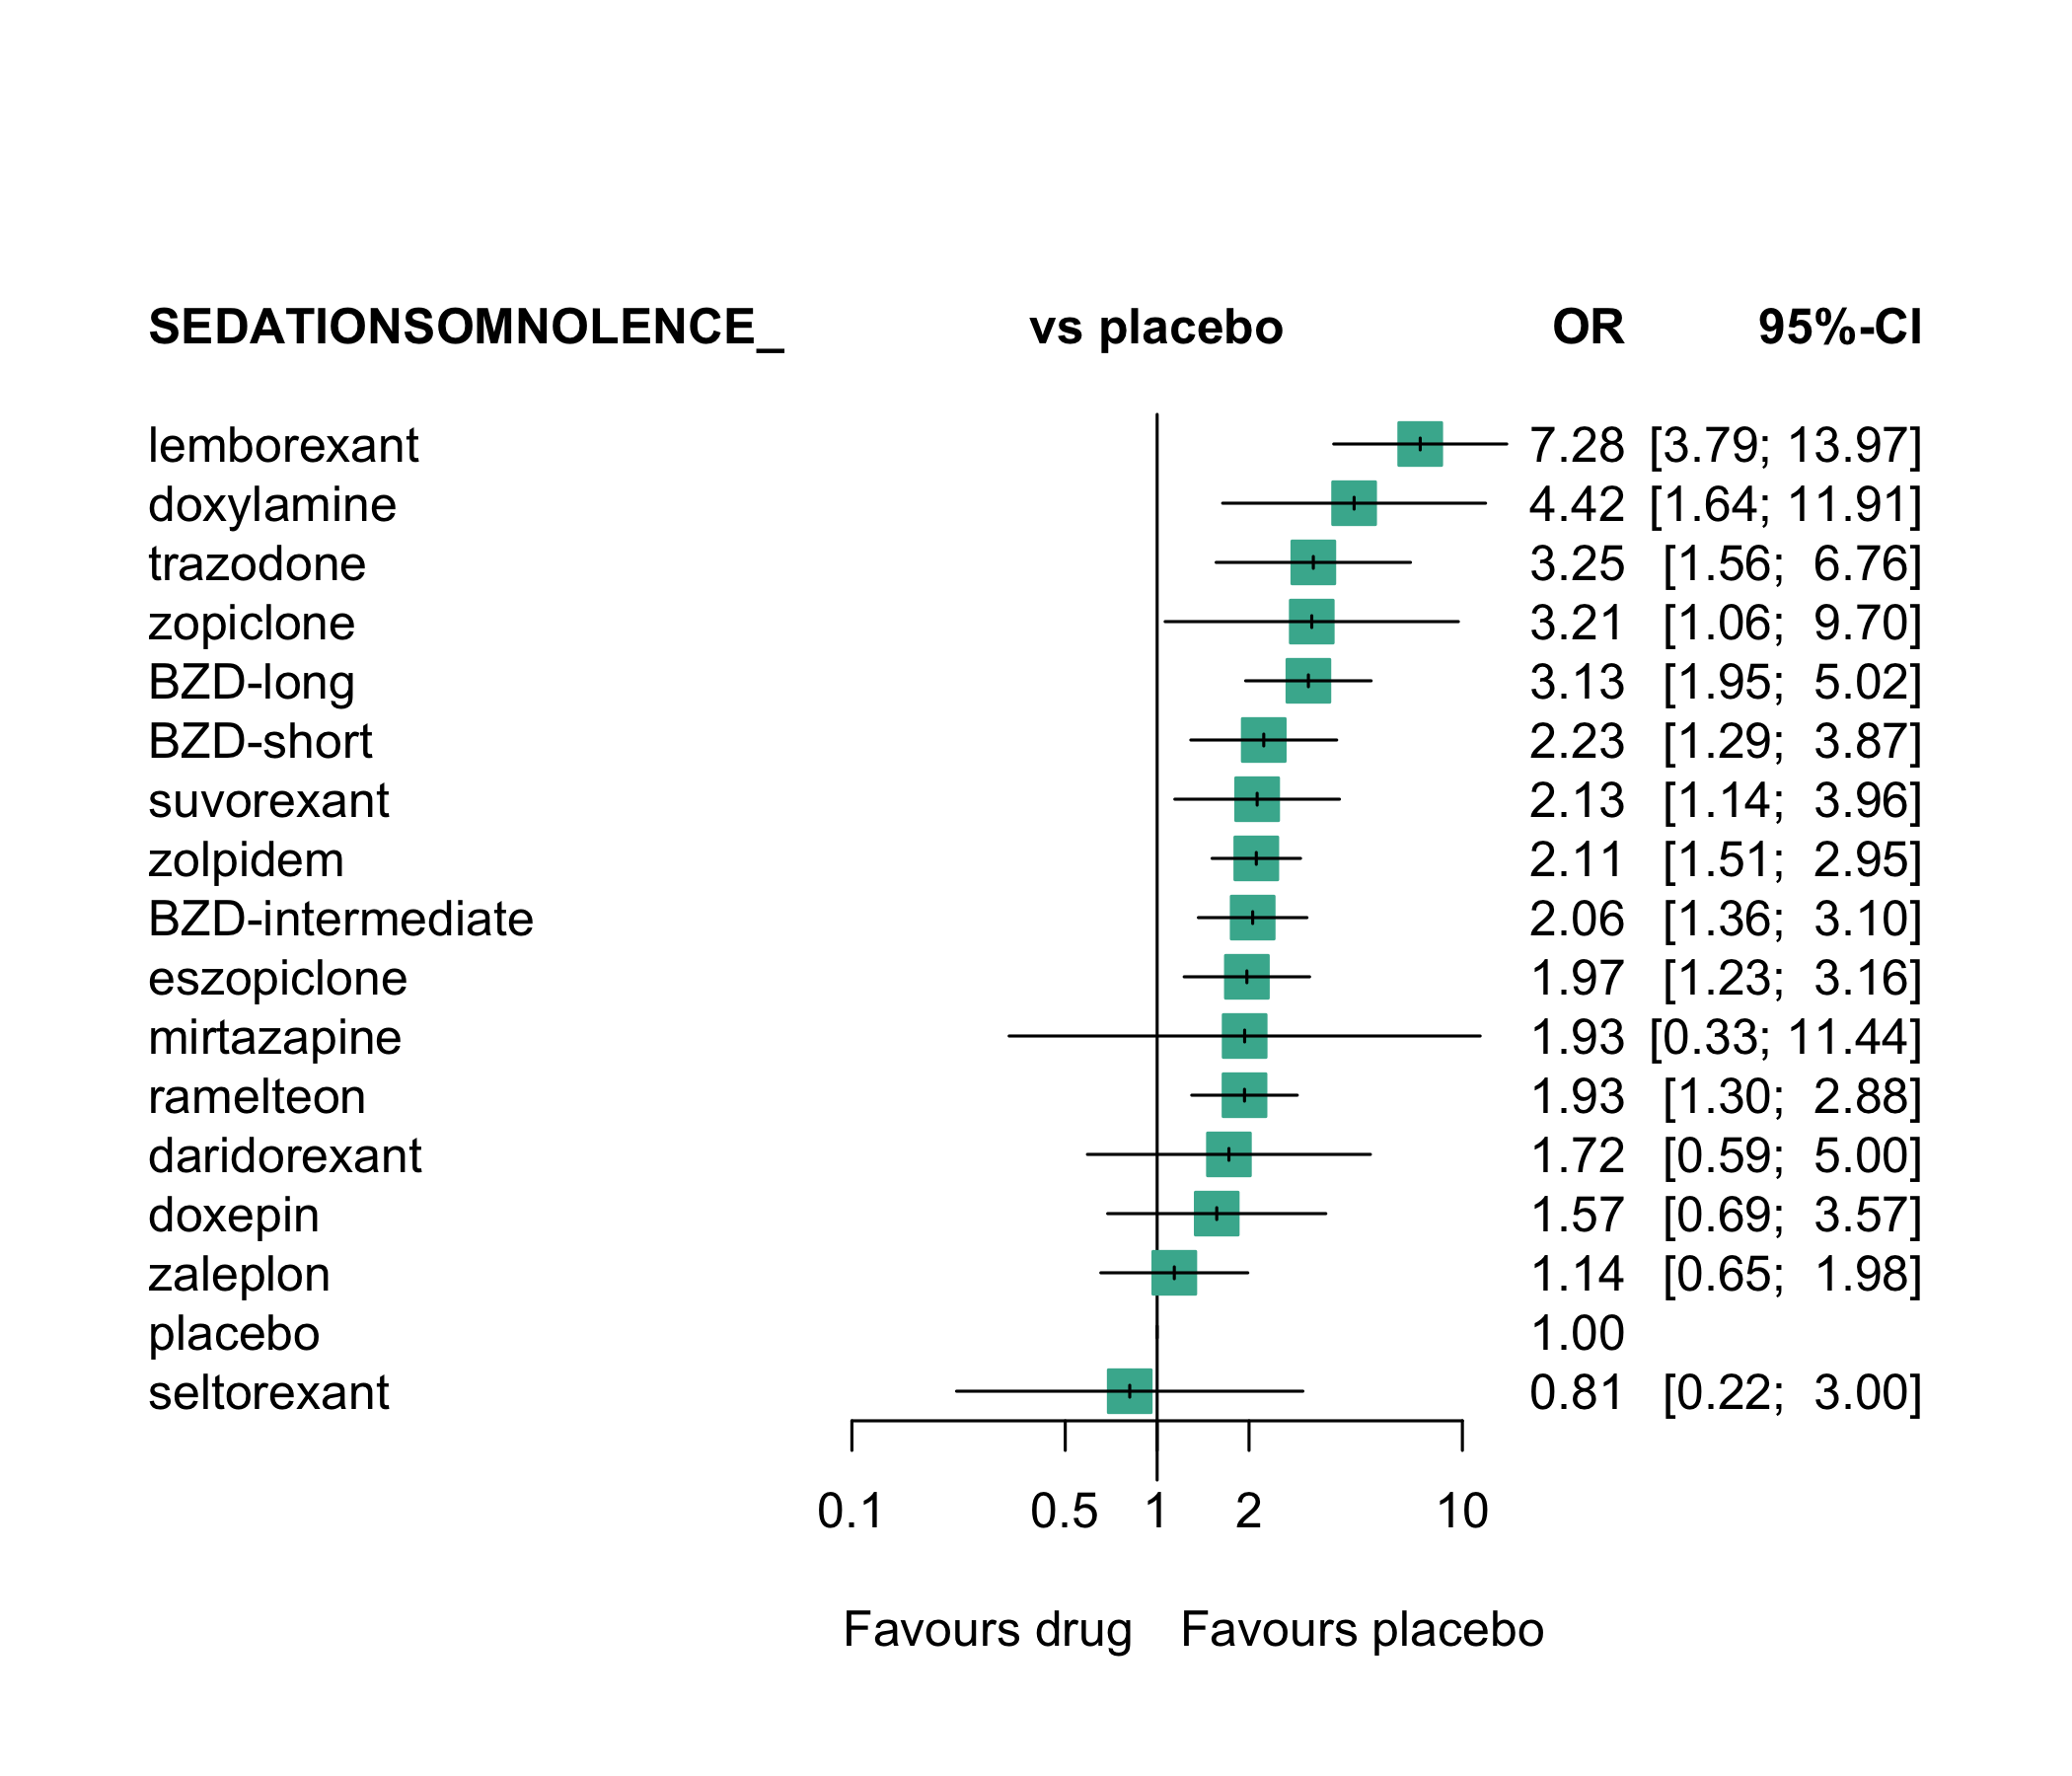 SEDATIONSOMNOLENCE_ vs placebo OR 95%-CI
lemborexant 7.28 [3.79; 13.97]
doxylamine 4.42 [1.64; 11.91]
trazodone 3.25 [1.56; 6.76]
zopiclone 3.21 [1.06; 9.70]
BZD-long 3.13 [1.95; 5.02]
BZD-short 2.23 [1.29; 3.87]
suvorexant 2.13 [1.14; 3.96]
zolpidem 2.11 [1.51; 2.95]
BZD-intermediate 2.06 [1.36; 3.10]
eszopiclone 1.97 [1.23; 3.16]
mirtazapine 1.93 [0.33; 11.44]
ramelteon 1.93 [1.30; 2.88]
daridorexant 1.72 [0.59; 5.00]
doxepin 1.57 [0.69; 3.57]
zaleplon 1.14 [0.65; 1.98]
placebo 1.00
seltorexant 0.81 [0.22; 3.00]
0.1 0.5 1 2 10
Favours drug Favours placebo